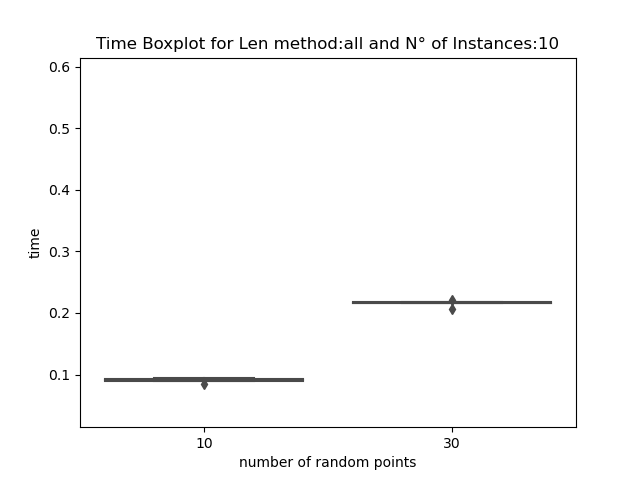 Time Boxplot for Len method:all and N° of Instances:10
0.6
0.5
0.4
0.3
0.2
0.1
time
10
30
number of random points